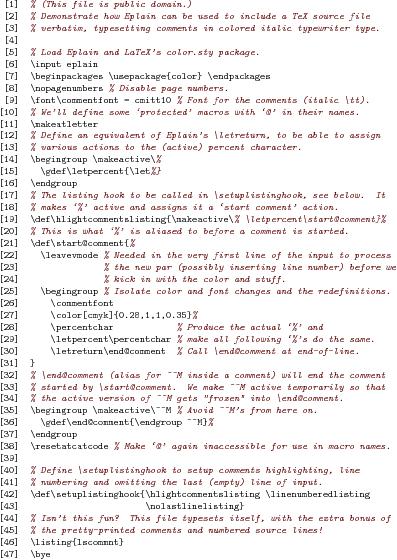 [1] % (This file is public domain.)
[2] % Demonstrate how Eplain can be used to include a TeX source file
[3] % verbatim, typesetting comments in colored italic typewriter type.
[4]
[5] % Load Eplain and LaTeX's color.sty package.
[6] \input eplain
[7] \beginpackages \usepackage{color} \endpackages
[8] \nopagenumbers % Disable page numbers.
[9] \font\commentfont = cmitt10 % Font for the comments (italic \tt).
[10] % We'll define some `protected' macros with `@' in their names.
[11] \makeatletter
[12] % Define an equivalent of Eplain's \letreturn, to be able to assign
[13] % various actions to the (active) percent character.
[14] \begingroup \makeactive\%
[15] \gdef\letpercent{\let%}
[16] \endgroup
[17] % The listing hook to be called in \setuplistinghook, see below. It
[18] % makes `%' active and assigns it a `start comment' action.
[19] \def\hlightcommentslisting{\makeactive\% \letpercent\start@comment}%
[20] % This is what `%' is aliased to before a comment is started.
[21] \def\start@comment{%
[22] \leavevmode % Needed in the very first line of the input to process
[23] % the new par (possibly inserting line number) before we
[24] % kick in with the color and stuff.
[25] \begingroup % Isolate color and font changes and the redefinitions.
[26] \commentfont
[27] \color[cmyk]{0.28,1,1,0.35}%
[28] \percentchar % Produce the actual `%' and
[29] \letpercent\percentchar % make all following `%'s do the same.
[30] \letreturn\end@comment % Call \end@comment at end-of-line.
[31] }
[32] % \end@comment (alias for ^^M inside a comment) will end the comment
[33] % started by \start@comment. We make ^^M active temporarily so that
[34] % the active version of ^^M gets "frozen" into \end@comment.
[35] \begingroup \makeactive\^^M % Avoid ^^M's from here on.
[36] \gdef\end@comment{\endgroup ^^M}%
[37] \endgroup
[38] \resetatcatcode % Make `@' again inaccessible for use in macro names.
[39]
[40] % Define \setuplistinghook to setup comments highlighting, line
[41] % numbering and omitting the last (empty) line of input.
[42] \def\setuplistinghook{\hlightcommentslisting \linenumberedlisting
[43] \nolastlinelisting}
[44] % Isn't this fun? This file typesets itself, with the extra bonus of
[45] % the pretty-printed comments and numbered source lines!
[46] \listing{lscommnt}
[47] \bye